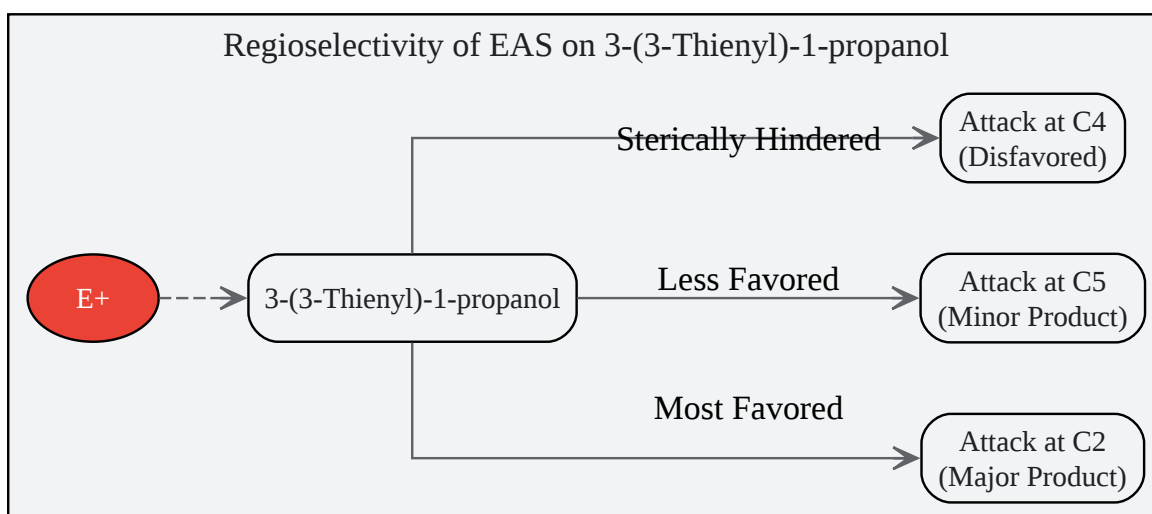 Regioselectivity of EAS on 3-(3-Thienyl)-1-propanol
Sterically Hindered
Attack at C4
(Disfavored)
E+
3-(3-Thienyl)-1-propanol
Less Favored
Attack at C5
(Minor Product)
Most Favored
Attack at C2
(Major Product)